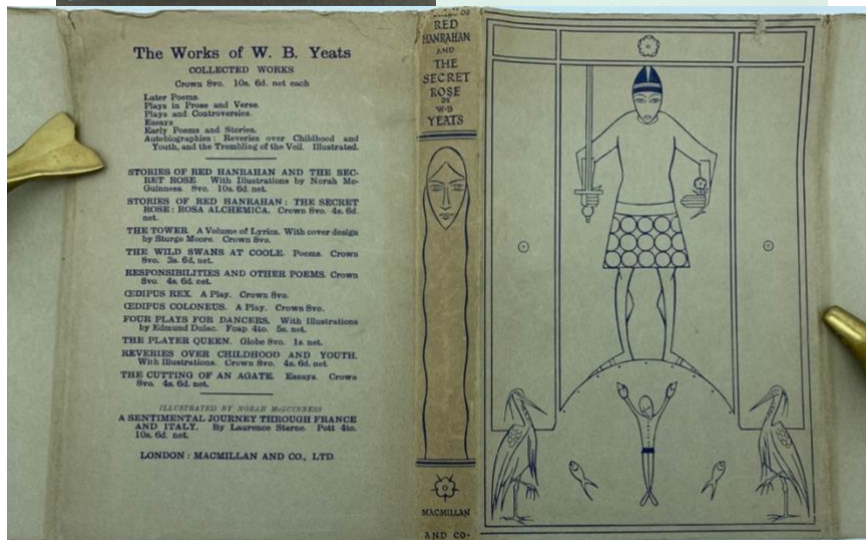 The Works of W. B. Yeats
COLLECTED WORKS
Crown 8vo. 10s. 6d. net each
Later Poems.
Plays in Prose and Verse.
Plays and Controversies.
Essays
Early Poems and Stories.
Autobiographies: Reveries over Childhood and
Youth, and the Trembling of the Veil. Illustrated.
STORIES OF RED HANRAHAN AND THE SEC-
RET ROSE With Illustrations by Norah Mc-
Guinness. 8vo. 10s. 6d. net.
STORIES OF RED HANRAHAN: THE SECRET
ROSE: ROSA ALCHEMICA. Crown 8vo. 4s. 6d.
net.
THE TOWER A Volume of Lyrics. With cover design
by Sturge Moore. Crown 8vo.
THE WILD SWANS AT COOLE. Poems. Crown
8vo. 3s. 6d. net.
RESPONSIBILITIES AND OTHER POEMS. Crown
8vo. 4s. 6d. net.
ŒDIPUS REX. A Play. Crown 8vo.
ŒDIPUS COLONEUS. A Play. Crown 8vo.
FOUR PLAYS FOR DANCERS. With Illustrations
by Edmund Dulac. Fcap 4to. 5s. net.
THE PLAYER QUEEN. Globe 8vo. 1s. net.
REVERIES OVER CHILDHOOD AND YOUTH.
With Illustrations. Crown 8vo. 4s. 6d. net.
THE CUTTING OF AN AGATE. Essays. Crown
8vo. 4s. 6d. net.
ILLUSTRATED BY NORAH McGUINNESS
A SENTIMENTAL JOURNEY THROUGH FRANCE
AND ITALY. By Laurence Sterne. Pott 4to.
10s. 6d. net.
LONDON: MACMILLAN AND CO., LTD.
OF
RED
HANRAHAN
AND
THE
SECRET
ROSE
BY
W·B·
YEATS
MACMILLAN
AND CO·